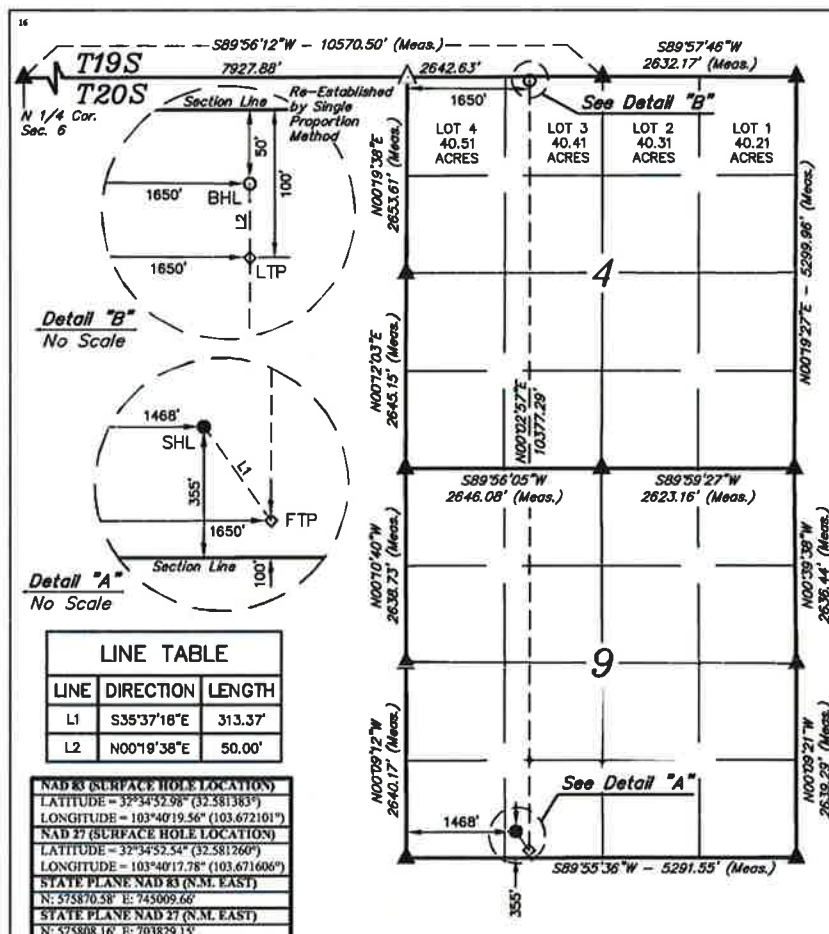 16
S89°56'12"W - 10570.50' (Meas.)
S89°57'46"W
2632.17' (Meas.)
T19S
T20S
7927.88'
2642.63'
N 1/4 Cor.
Sec. 6
Section Line
Re-Established
by Single
Proportion
Method
50'
100'
1650'
BHL
L2
1650'
LTP
Detail "B"
No Scale
1650'
See Detail "B"
LOT 4
40.51
ACRES
LOT 3
40.41
ACRES
LOT 2
40.31
ACRES
LOT 1
40.21
ACRES
N00°19'38"E
2653.61' (Meas.)
4
N00°19'27"E - 5299.96' (Meas.)
N00°12'03"E
2645.15' (Meas.)
N00°02'57"E
10377.29'
1468'
SHL
355'
L1
1650'
FTP
Section Line
100'
Detail "A"
No Scale
S89°56'05"W
2646.08' (Meas.)
S89°59'27"W
2623.16' (Meas.)
N00°10'40"W
2638.73' (Meas.)
N00°39'38"W
2636.44' (Meas.)
9
LINE TABLE
LINE DIRECTION LENGTH
L1 S35°37'18"E 313.37'
L2 N00°19'38"E 50.00'
N00°09'12"W
2640.17' (Meas.)
N00°09'21"W
2639.29' (Meas.)
See Detail "A"
1468'
S89°55'36"W - 5291.55' (Meas.)
355'
NAD 83 (SURFACE HOLE LOCATION)
LATITUDE = 32°34'52.98" (32.581383°)
LONGITUDE = 103°40'19.56" (103.672101°)
NAD 27 (SURFACE HOLE LOCATION)
LATITUDE = 32°34'52.54" (32.581260°)
LONGITUDE = 103°40'17.78" (103.671606°)
STATE PLANE NAD 83 (N.M. EAST)
N: 575870.58' E: 745009.66'
STATE PLANE NAD 27 (N.M. EAST)
N: 575808.16' E: 703829.15'